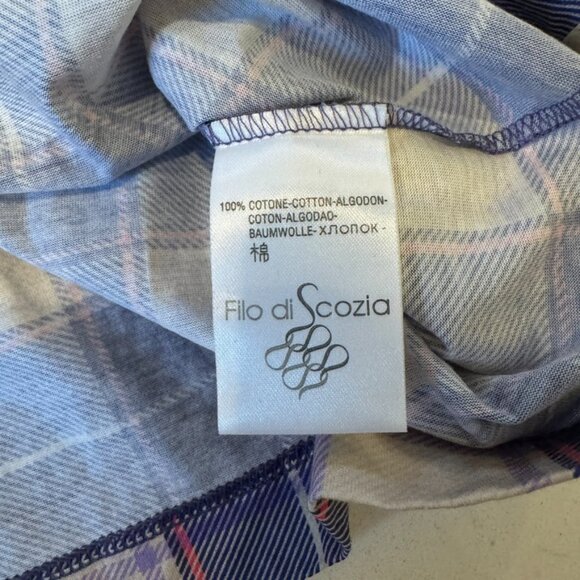 100% COTONE-COTTON-ALGODON-
COTON-ALGODAO-
BAUMWOLLE-ХЛОПОК-
棉
Filo di Scozia